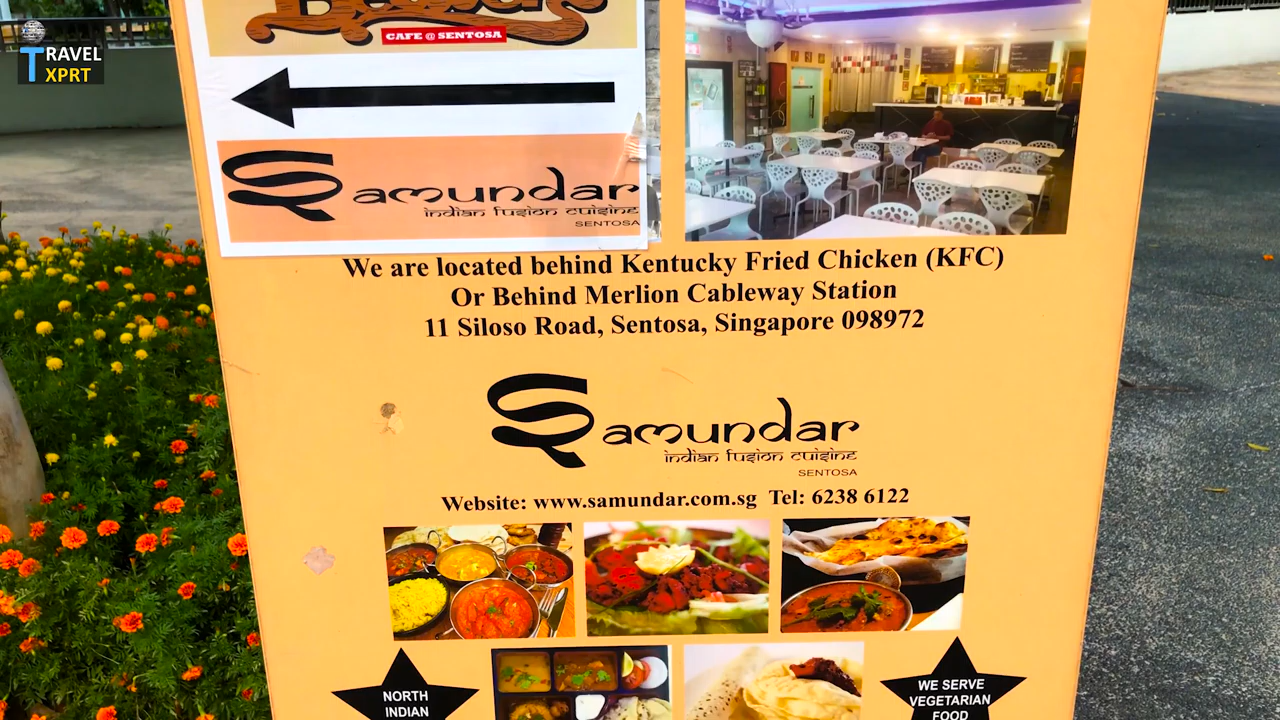 TRAVEL
XPRT
CAFE @ SENTOSA
Samundar
indian fusion cuisine
SENTOSA
We are located behind Kentucky Fried Chicken (KFC)
Or Behind Merlion Cableway Station
11 Siloso Road, Sentosa, Singapore 098972
Samundar
indian fusion cuisine
SENTOSA
Website: www.samundar.com.sg Tel: 6238 6122
NORTH
INDIAN
WE SERVE
VEGETARIAN
FOOD